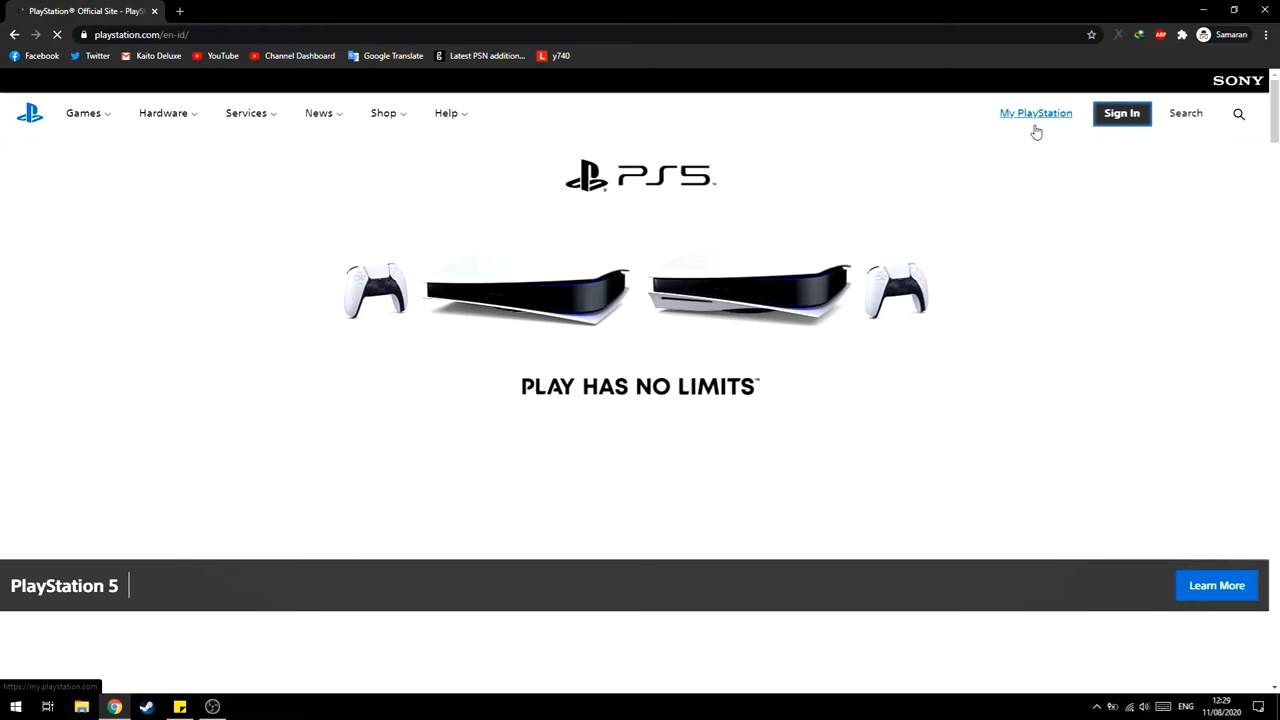 PlayStation® Official Site - PlayS
playstation.com/en-id/
Samaran
Facebook Twitter Kaito Deluxe YouTube Channel Dashboard Google Translate Latest PSN addition... y740
SONY
Games Hardware Services News Shop Help My PlayStation Sign In Search
PS5™
PLAY HAS NO LIMITS™
PlayStation 5 Learn More
https://my.playstation.com
ENG 12:29
11/08/2020